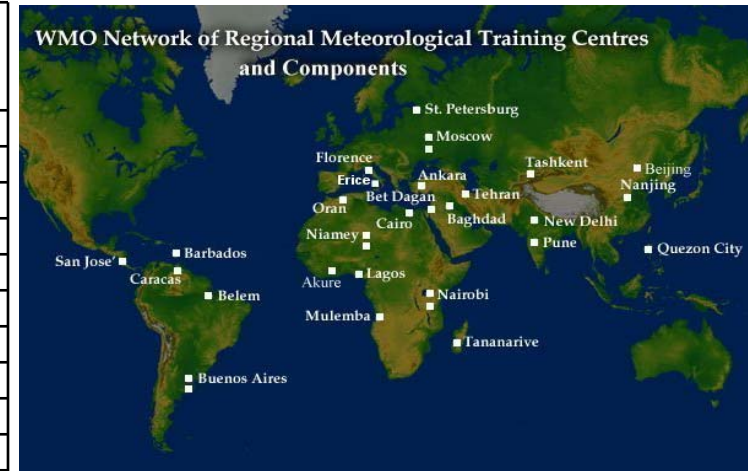 WMO Network of Regional Meteorological Training Centres
and Components
St. Petersburg
Moscow
Florence
Tashkent
Beijing
Erice
Ankara
Nanjing
Bet Dagan
Tehran
Oran
Cairo
Baghdad
New Delhi
Niamey
Pune
Quezon City
San Jose'
Barbados
Caracas
Akure
Lagos
Belem
Nairobi
Mulemba
Tananarive
Buenos Aires